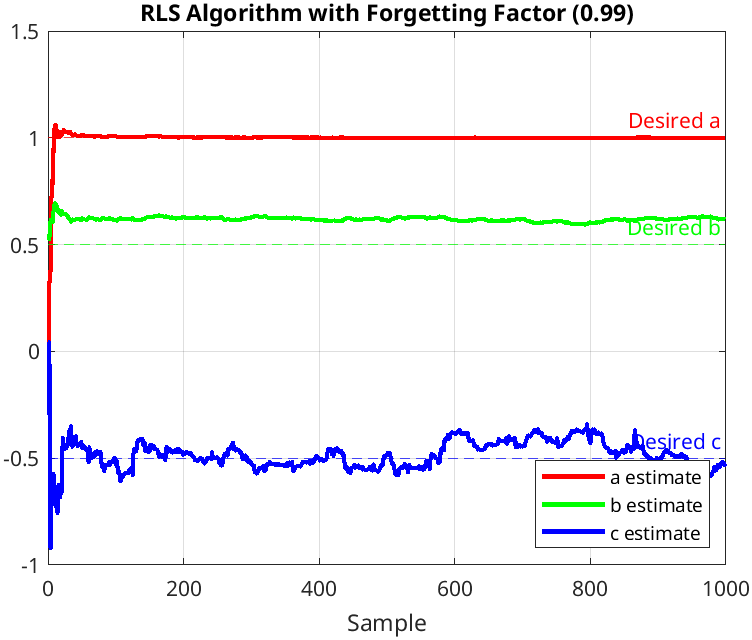 RLS Algorithm with Forgetting Factor (0.99)
1.5
1
0.5
0
-0.5
-1
Desired a
Desired b
Desired c
a estimate
b estimate
c estimate
0
200
400
600
800
1000
Sample